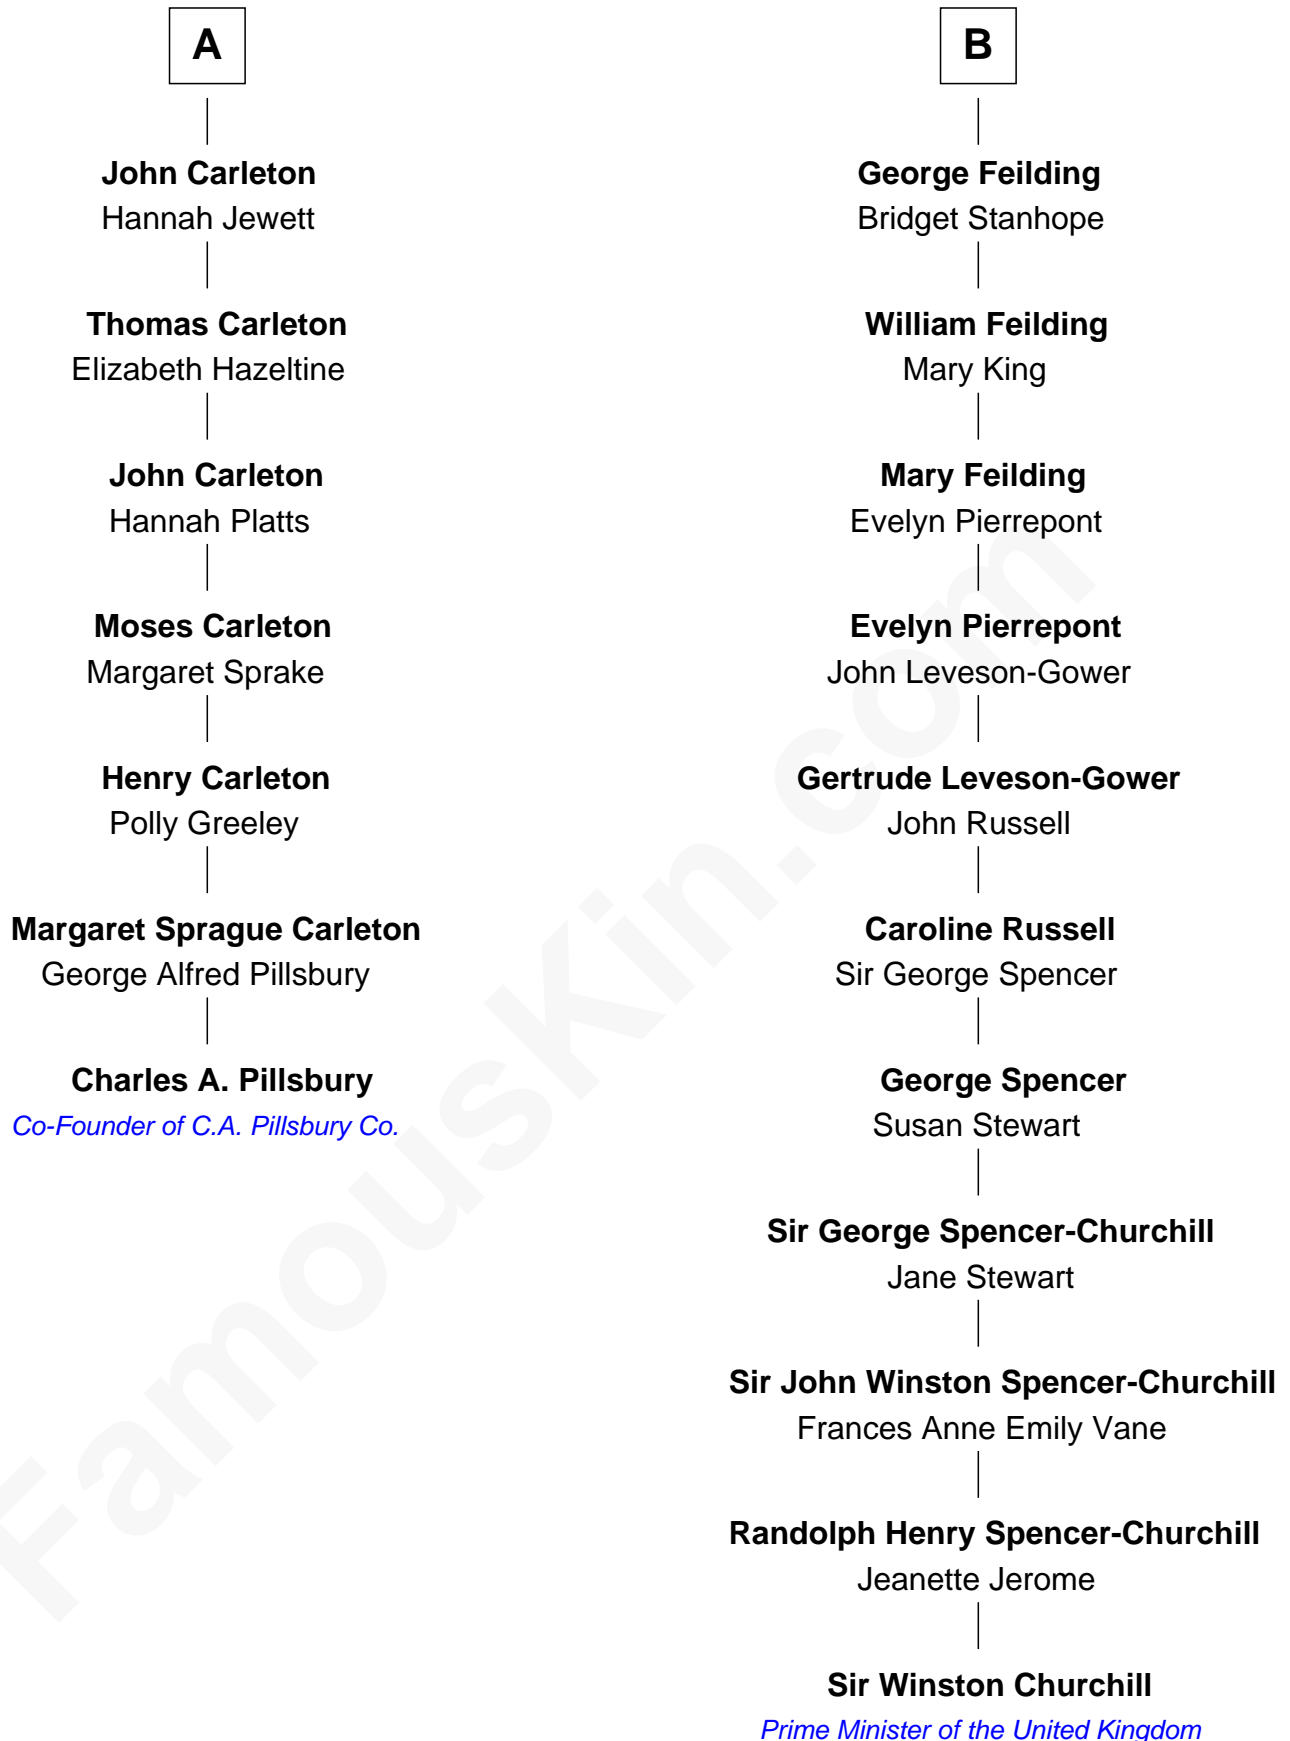 A
John Carleton
Hannah Jewett
Thomas Carleton
Elizabeth Hazeltine
John Carleton
Hannah Platts
Moses Carleton
Margaret Sprake
Henry Carleton
Polly Greeley
Margaret Sprague Carleton
George Alfred Pillsbury
Charles A. Pillsbury
Co-Founder of C.A. Pillsbury Co.
B
George Feilding
Bridget Stanhope
William Feilding
Mary King
Mary Feilding
Evelyn Pierrepont
Evelyn Pierrepont
John Leveson-Gower
Gertrude Leveson-Gower
John Russell
Caroline Russell
Sir George Spencer
George Spencer
Susan Stewart
Sir George Spencer-Churchill
Jane Stewart
Sir John Winston Spencer-Churchill
Frances Anne Emily Vane
Randolph Henry Spencer-Churchill
Jeanette Jerome
Sir Winston Churchill
Prime Minister of the United Kingdom
FamousKin.com